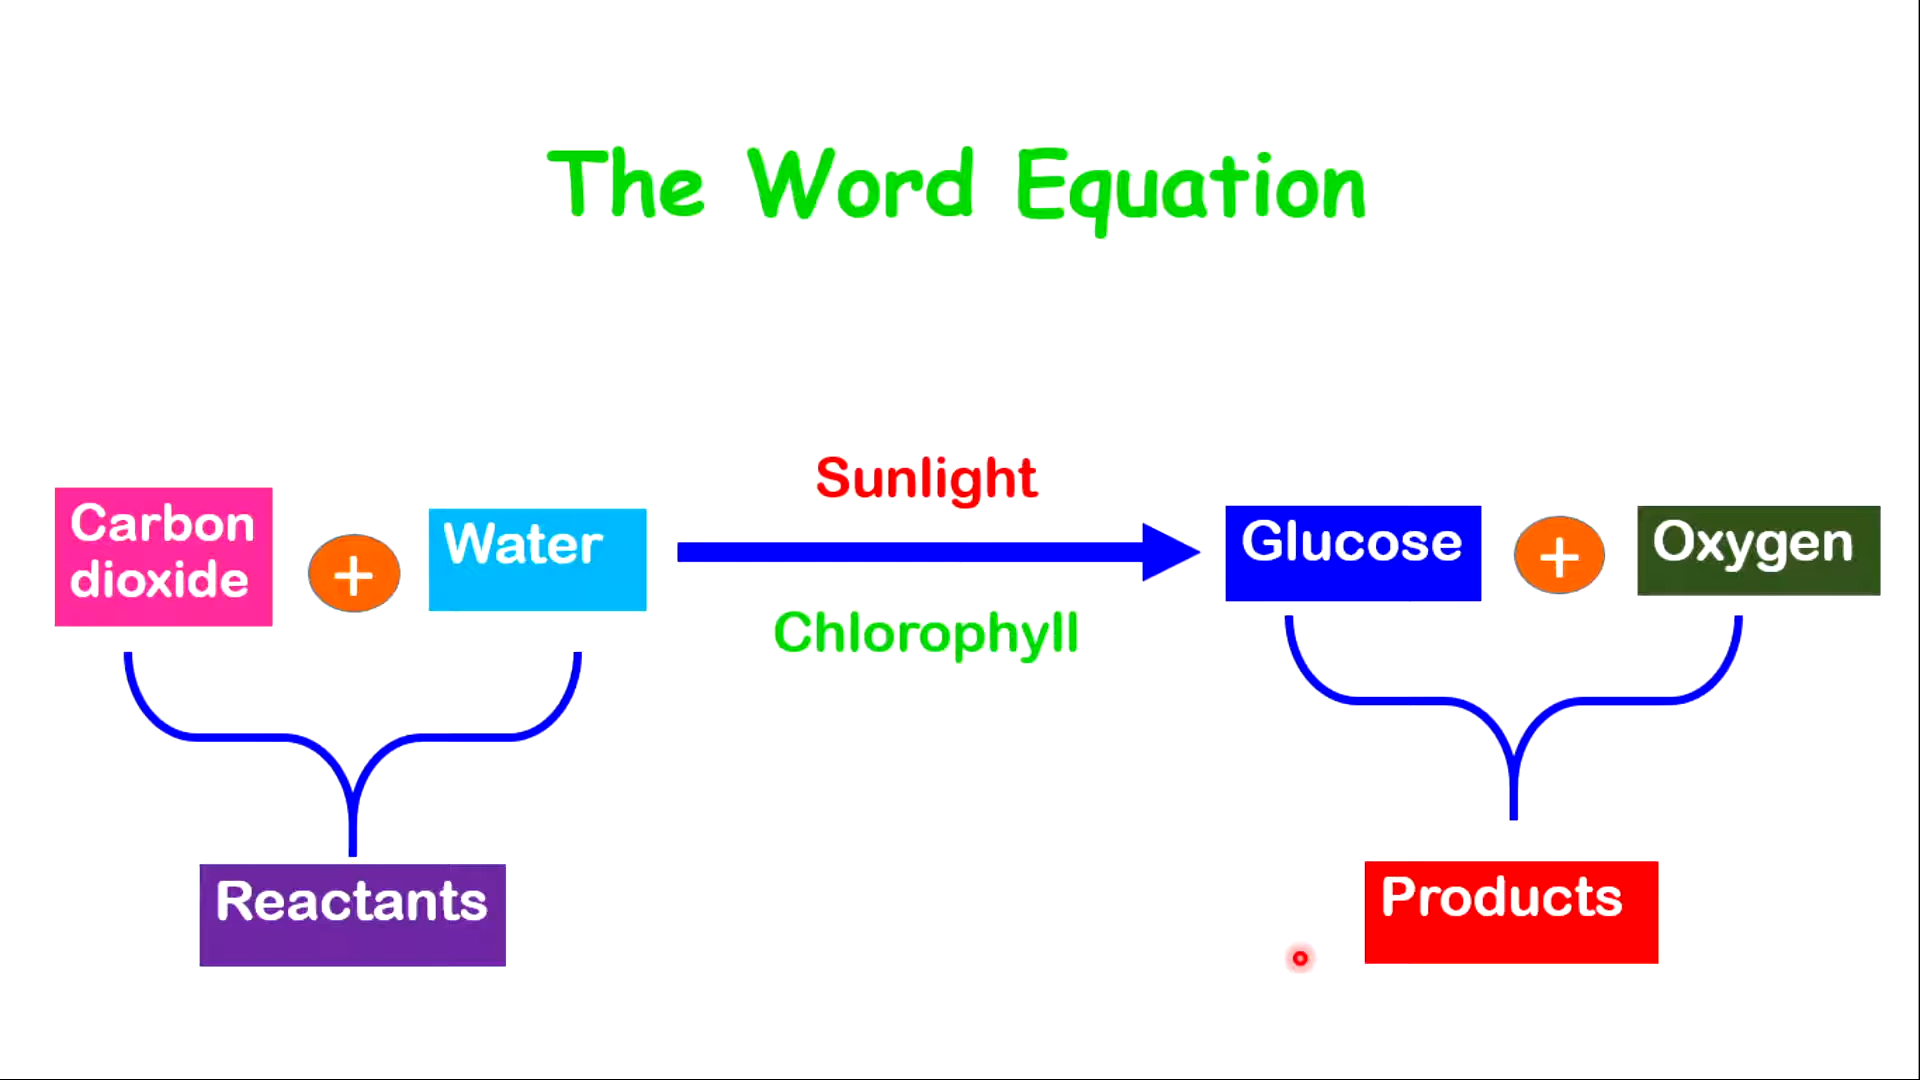 The Word Equation
Sunlight
Carbon
dioxide
+
Water
Glucose
+
Oxygen
Chlorophyll
Reactants
Products